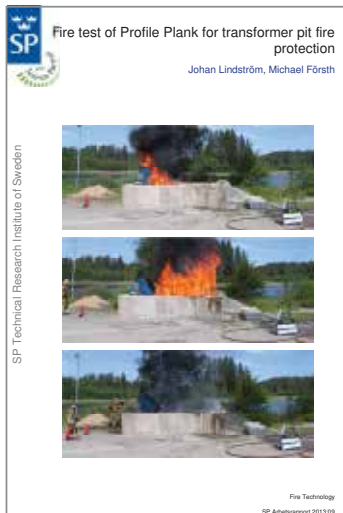 SP
Fire test of Profile Plank for transformer pit fire
protection
Johan Lindström, Michael Försth
SP Technical Research Institute of Sweden
Fire Technology
SP Arbetsrapport 2013:09